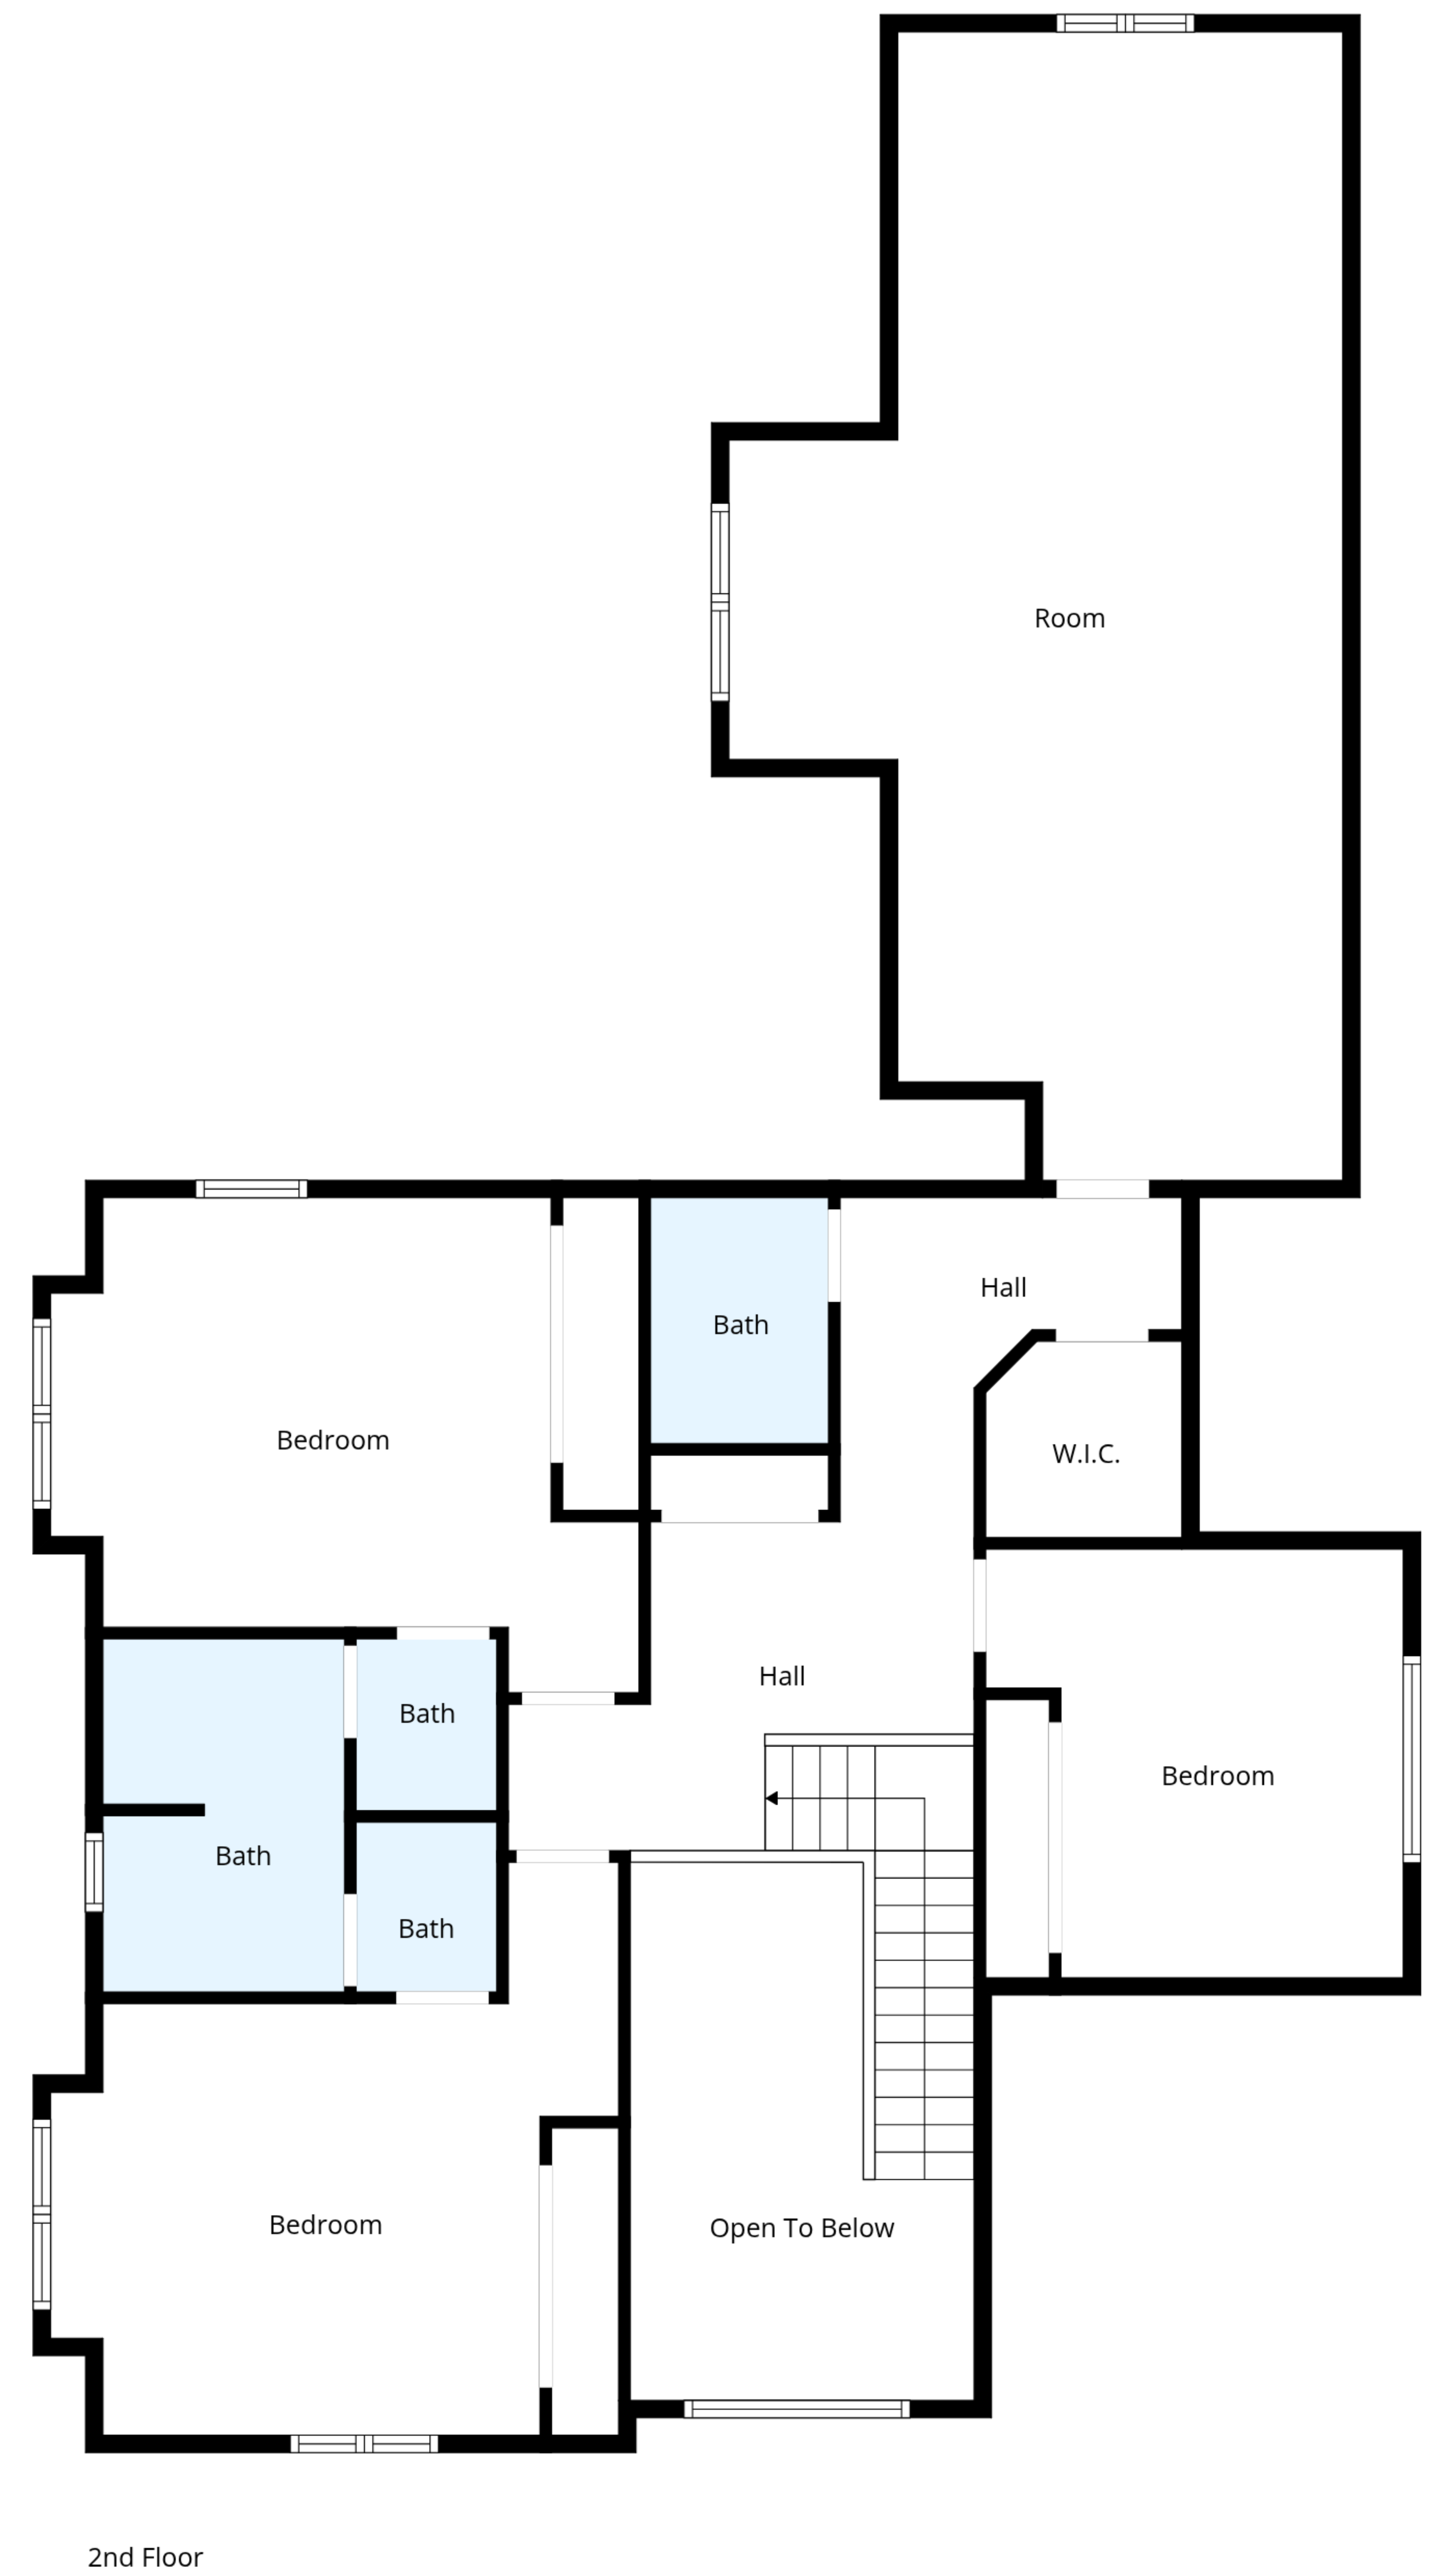 Room
Hall
Bath
Bedroom
W.I.C.
Hall
Bath
Bedroom
Bath
Bath
Bedroom
Open To Below
2nd Floor